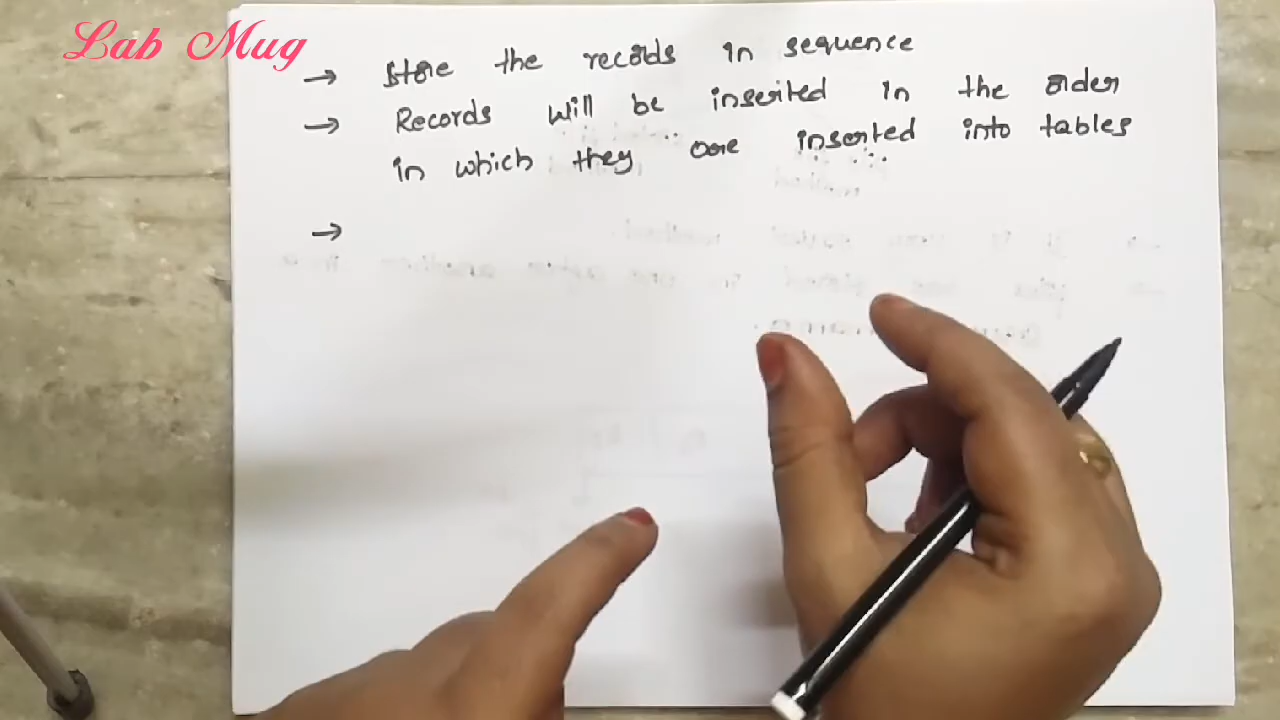 Lab Mug
→ Store the records in sequence
→ Records will be inserted in the order
in which they are inserted into tables
→